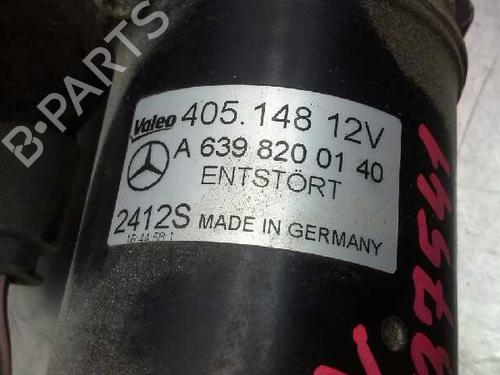 B-PARTS
Valeo 405.148 12V
A 639 820 01 40
ENTSTÖRT
2412S MADE IN GERMANY